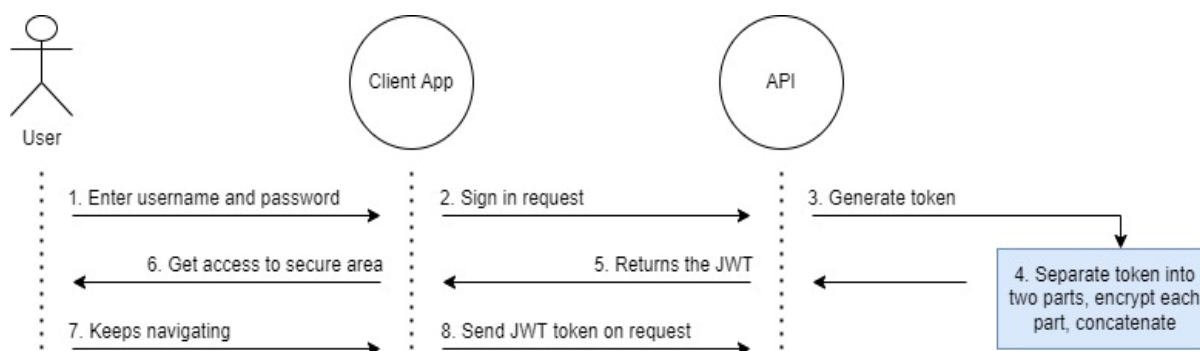 Client App
API
User
1. Enter username and password
2. Sign in request
3. Generate token
6. Get access to secure area
5. Returns the JWT
4. Separate token into
two parts, encrypt each
part, concatenate
7. Keeps navigating
8. Send JWT token on request